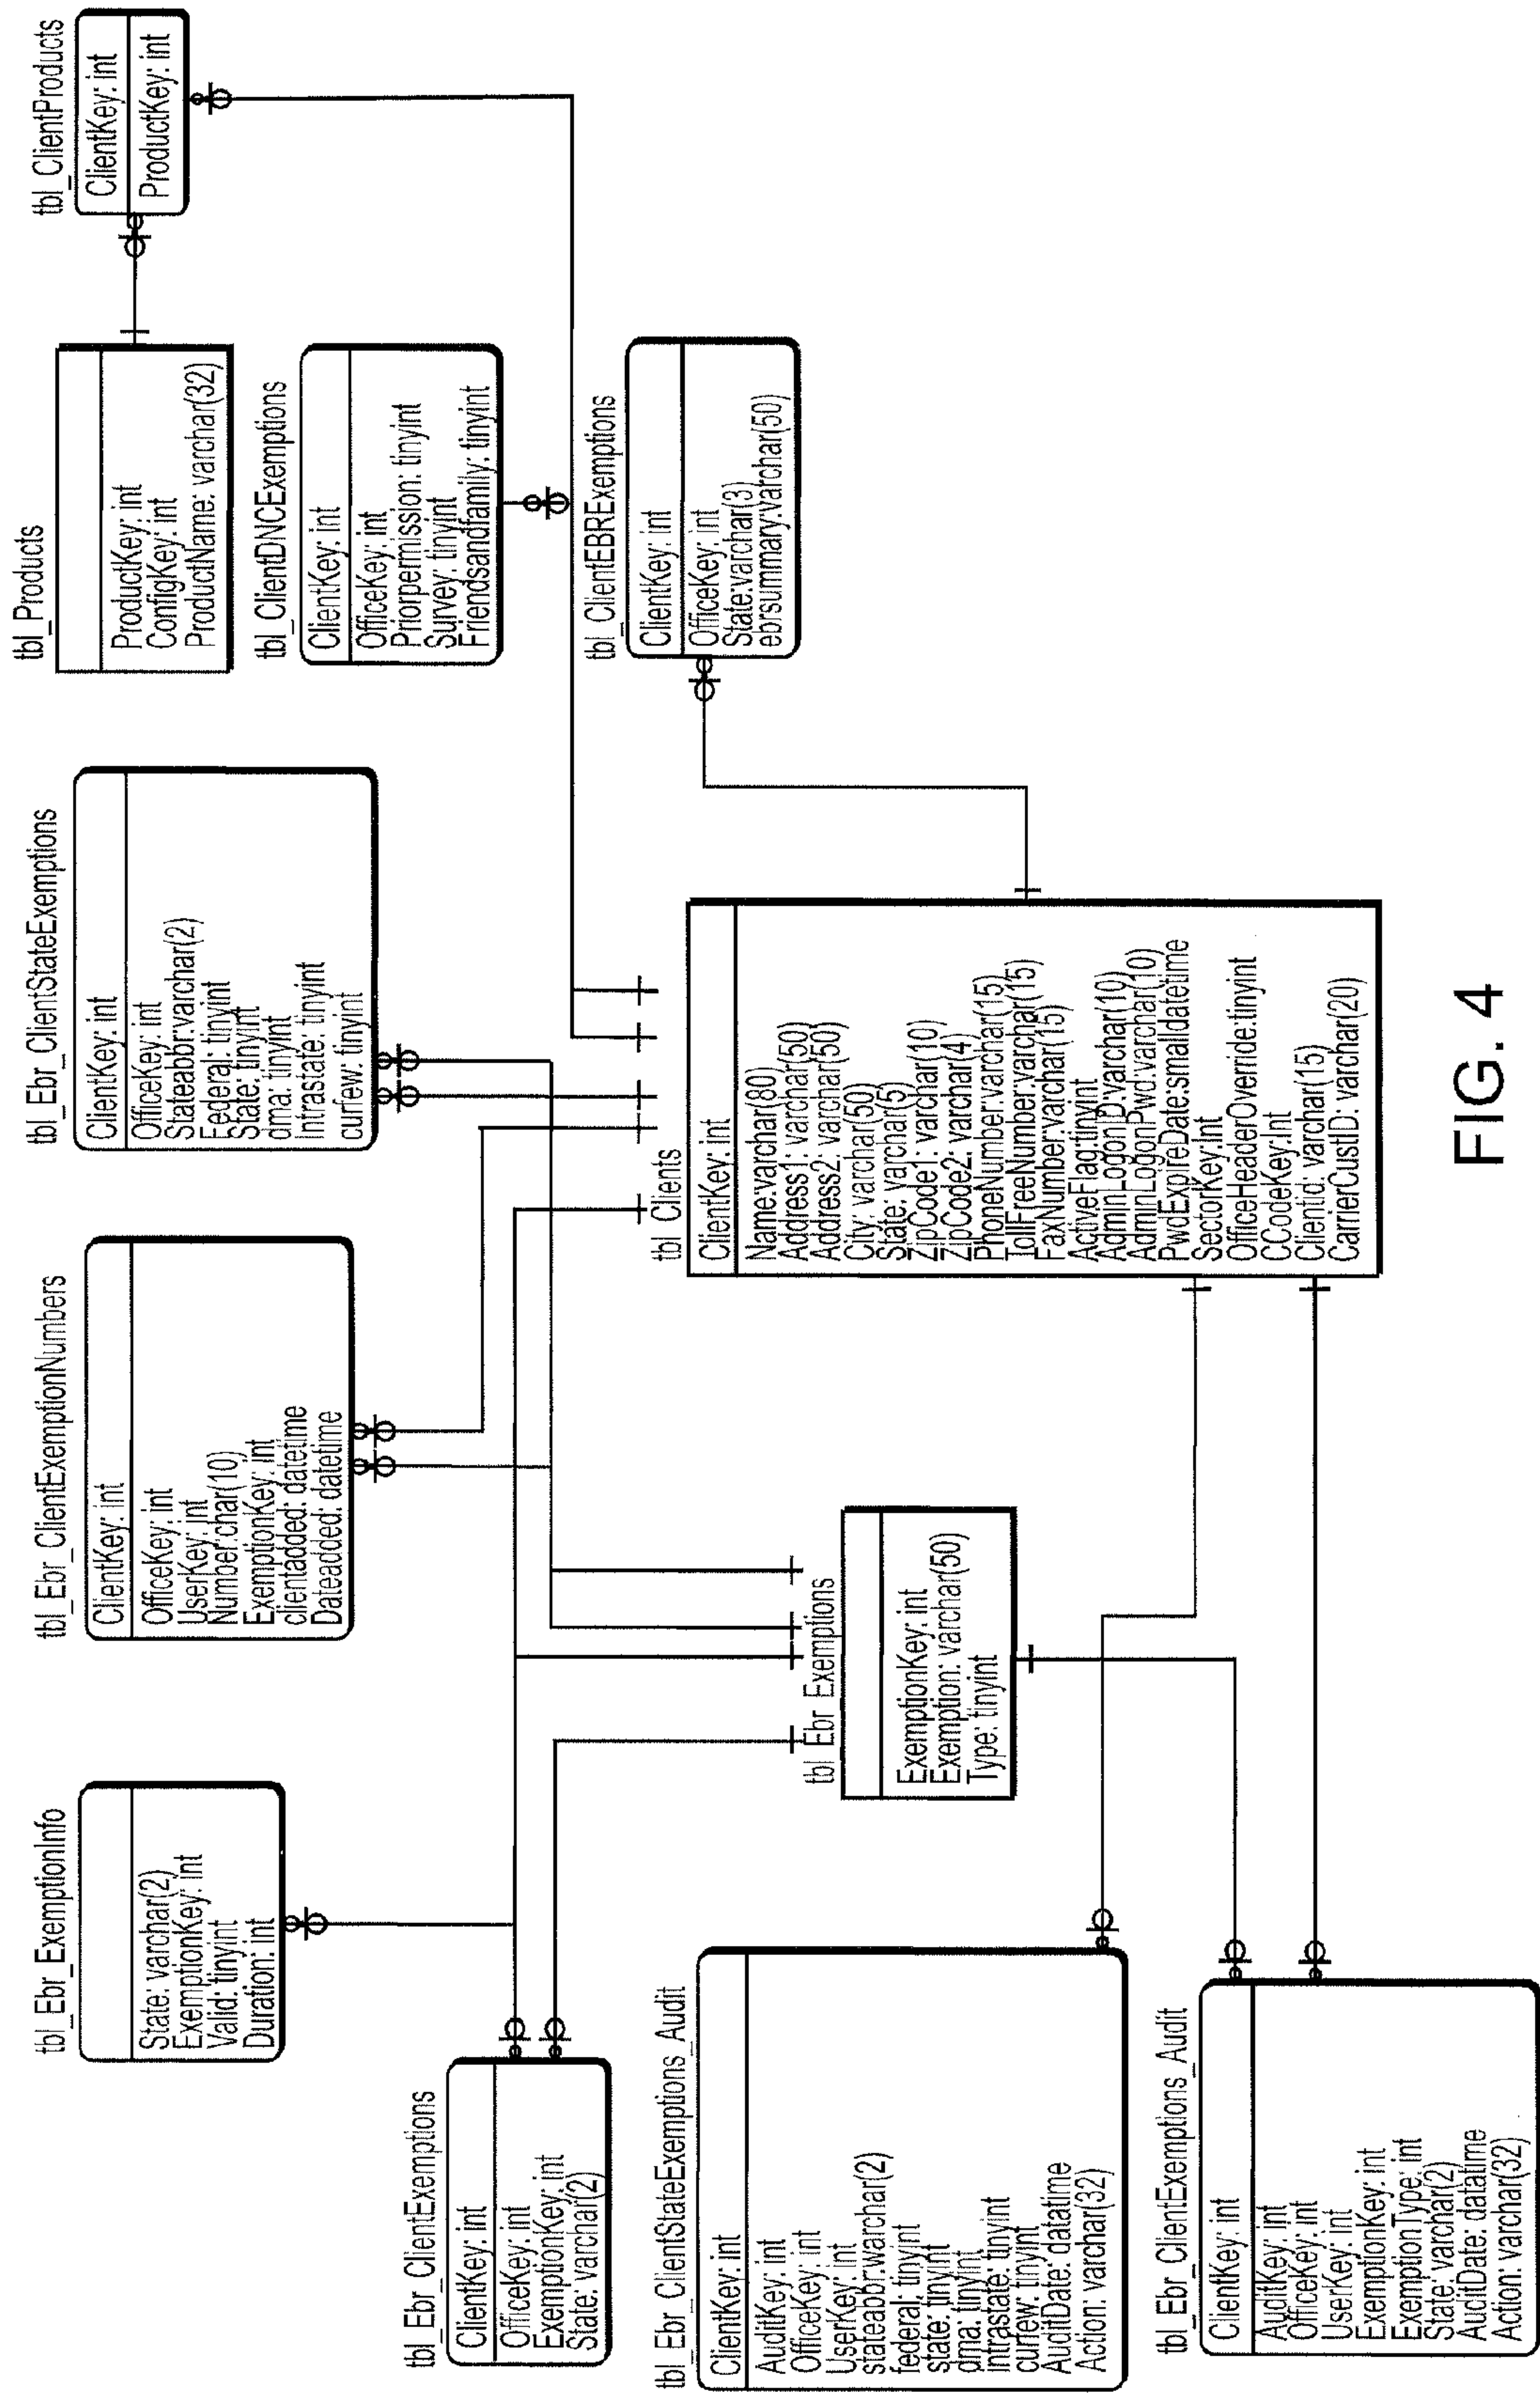 tbl_Ebr_ExemptionInfo
State: varchar(2)
ExemptionKey: int
Valid: tinyint
Duration: int
tbl_Ebr_ClientExemptionNumbers
ClientKey: int
OfficeKey: int
UserKey: int
Number:char(10)
ExemptionKey: int
clientadded: datetime
Dateadded: datetime
tbl_Ebr_ClientStateExemptions
ClientKey: int
OfficeKey: int
Stateabbr:varchar(2)
Federal: tinyint
State: tinyint
dma: tinyint
Intrastate: tinyint
curfew: tinyint
tbl_Products
ProductKey: int
ConfigKey: int
ProductName: varchar(32)
tbl_ClientProducts
ClientKey: int
ProductKey: int
tbl_ClientDNCExemptions
ClientKey: int
OfficeKey: int
Priorpermission: tinyint
Survey: tinyint
Friendsandfamily: tinyint
tbl_Ebr_ClientExemptions
ClientKey: int
OfficeKey: int
ExemptionKey: int
State: varchar(2)
tbl_ClientEBRExemptions
ClientKey: int
OfficeKey: int
State:varchar(3)
ebrsummary:varchar(50)
tbl_Ebr_ClientStateExemptions_Audit
ClientKey: int
AuditKey: int
OfficeKey: int
UserKey: int
stateabbr:warchar(2)
federal: tinyint
state: tinyint
dma: tinyint
intrastate: tinyint
curfew: tinyint
AuditDate: datatime
Action: varchar(32)
tbl_Ebr_Exemptions
ExemptionKey: int
Exemption: varchar(50)
Type: tinyint
tbl_Clients
ClientKey: int
Name:varchar(80)
Address1: varchar(50)
Address2: varchar(50)
City: varchar(50)
State: varchar(5)
ZipCode1: varchar(10)
ZipCode2: varchar(4)
PhoneNumber:varchar(15)
TollFreeNumber:varchar(15)
FaxNumber:varchar(15)
ActiveFlag:tinyint
AdminLogonID:varchar(10)
AdminLogonPwd:varchar(10)
PwdExpireDate:smalldatetime
SectorKey:Int
OfficeHeaderOverride:tinyint
CCodeKey:Int
Clientid: varchar(15)
CarrierCustID: varchar(20)
tbl_Ebr_ClientExemptions_Audit
ClientKey: int
AuditKey: int
OfficeKey: int
UserKey: int
ExemptionKey: int
ExemptionType: int
State: varchar(2)
AuditDate: datatime
Action: varchar(32)
FIG. 4